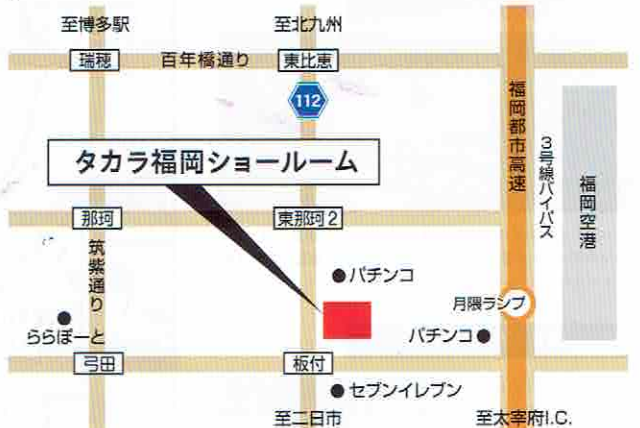 至博多駅
至北九州
瑞穂
百年橋通り
東比恵
112
福岡都市高速
3号線バイパス
福岡空港
タカラ福岡ショールーム
那珂
東那珂2
筑紫通り
パチンコ
月隈ランプ
ららぽーと
パチンコ
弓田
板付
セブンイレブン
至二日市
至太宰府I.C.